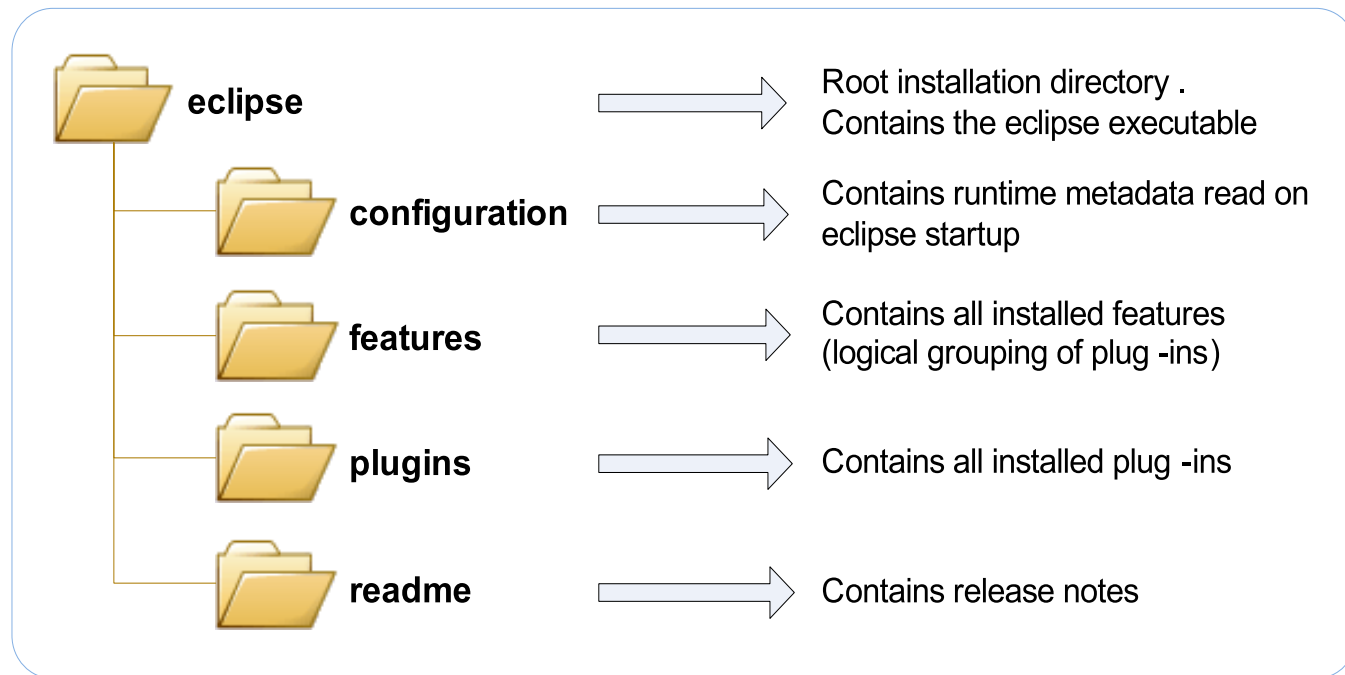 eclipse
Root installation directory .
Contains the eclipse executable
configuration
Contains runtime metadata read on
eclipse startup
features
Contains all installed features
(logical grouping of plug -ins)
plugins
Contains all installed plug -ins
readme
Contains release notes